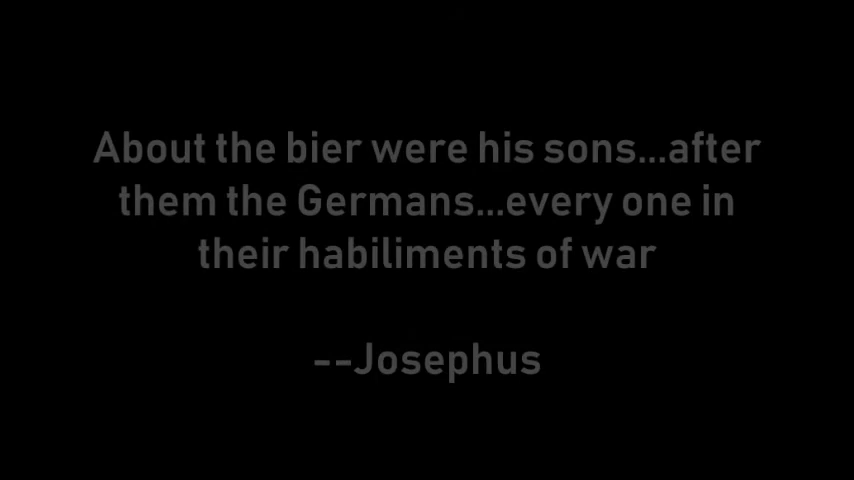 About the bier were his sons...after
them the Germans...every one in
their habiliments of war
--Josephus